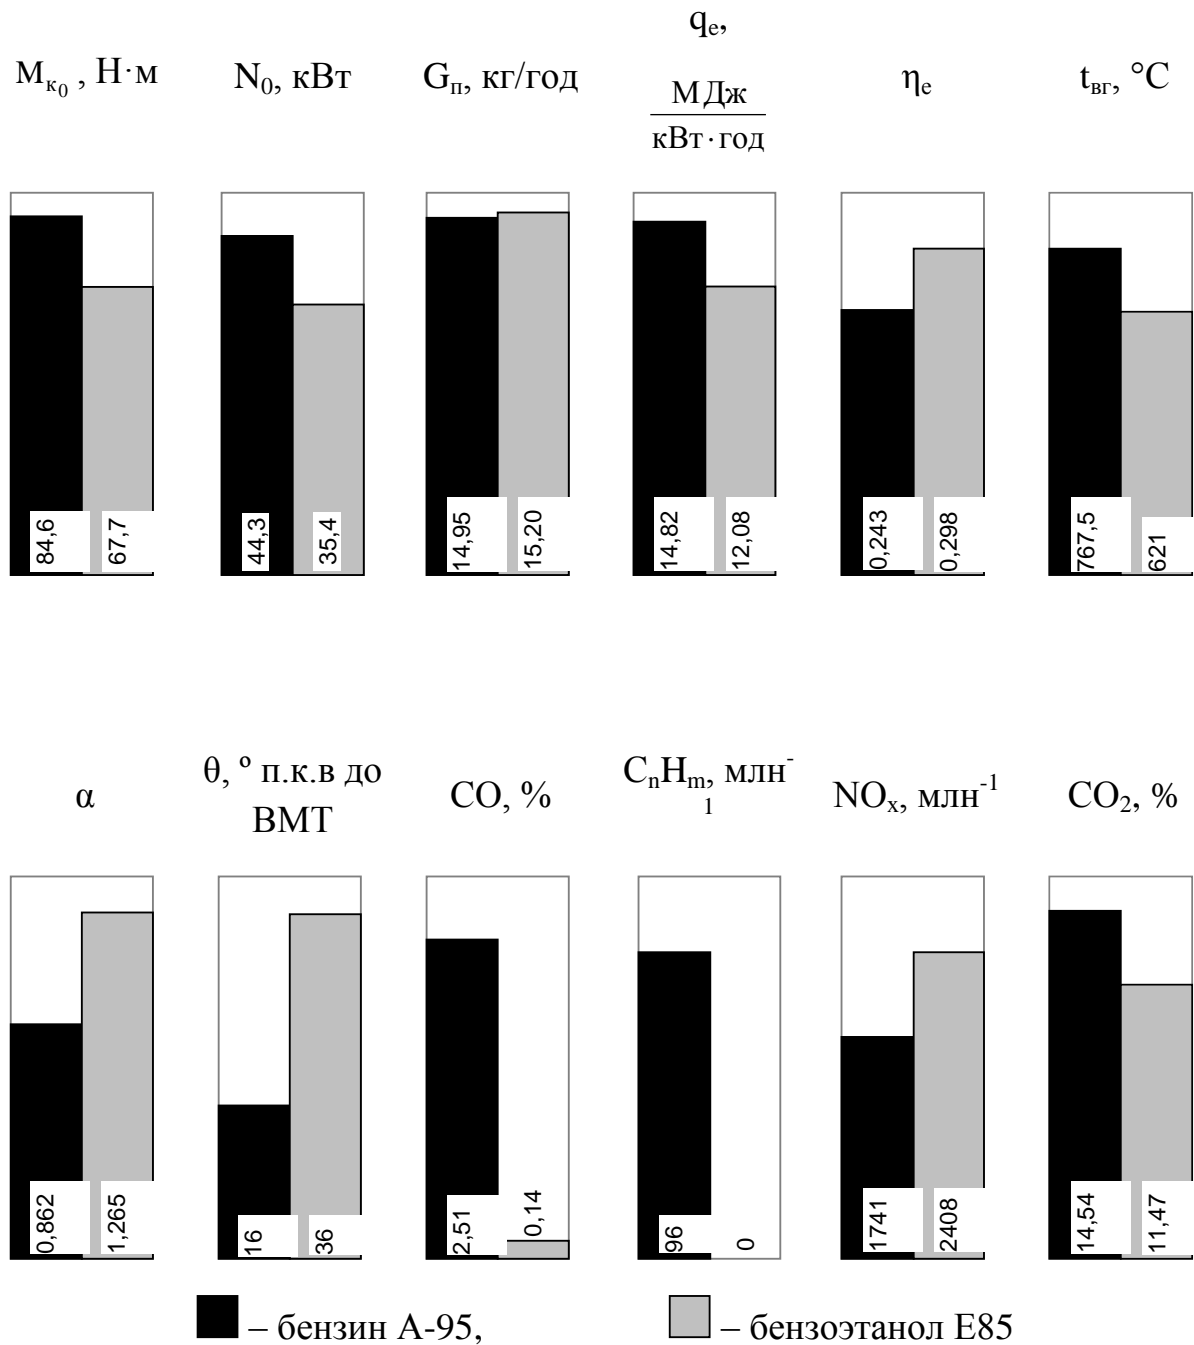 Mк0 , Н·м
N0, кВт
Gп, кг/год
qe,
МДж
кВт·год
ηe
tвг, °C
84,6
67,7
44,3
35,4
14,95
15,20
14,82
12,08
0,243
0,298
767,5
621
α
θ, º п.к.в до
ВМТ
CO, %
CnHm, млн-
1
NOx, млн-1
CO2, %
0,862
1,265
16
36
2,51
0,14
96
0
1741
2408
14,54
11,47
– бензин А-95,
– бензоэтанол Е85